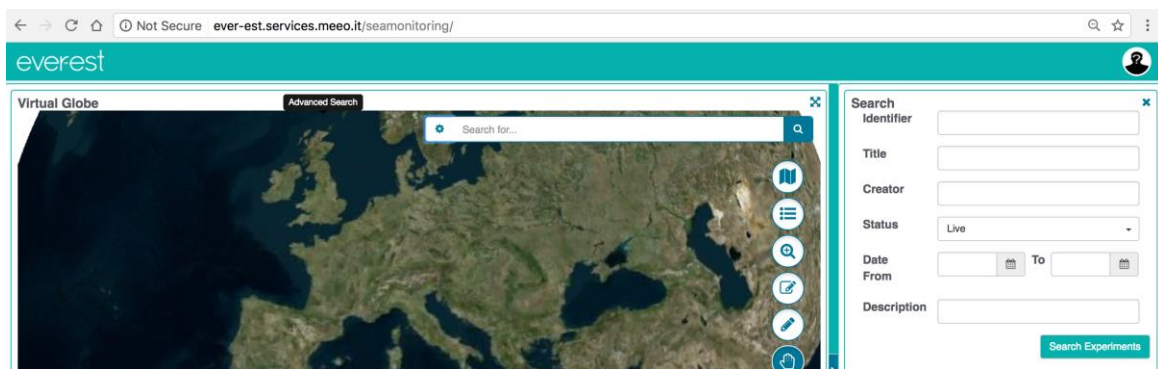 Not Secure ever-est.services.meeo.it/seamonitoring/
everest
Virtual Globe
Advanced Search
Search for...
Search
Identifier
Title
Creator
Status
Live
Date From
To
Description
Search Experiments